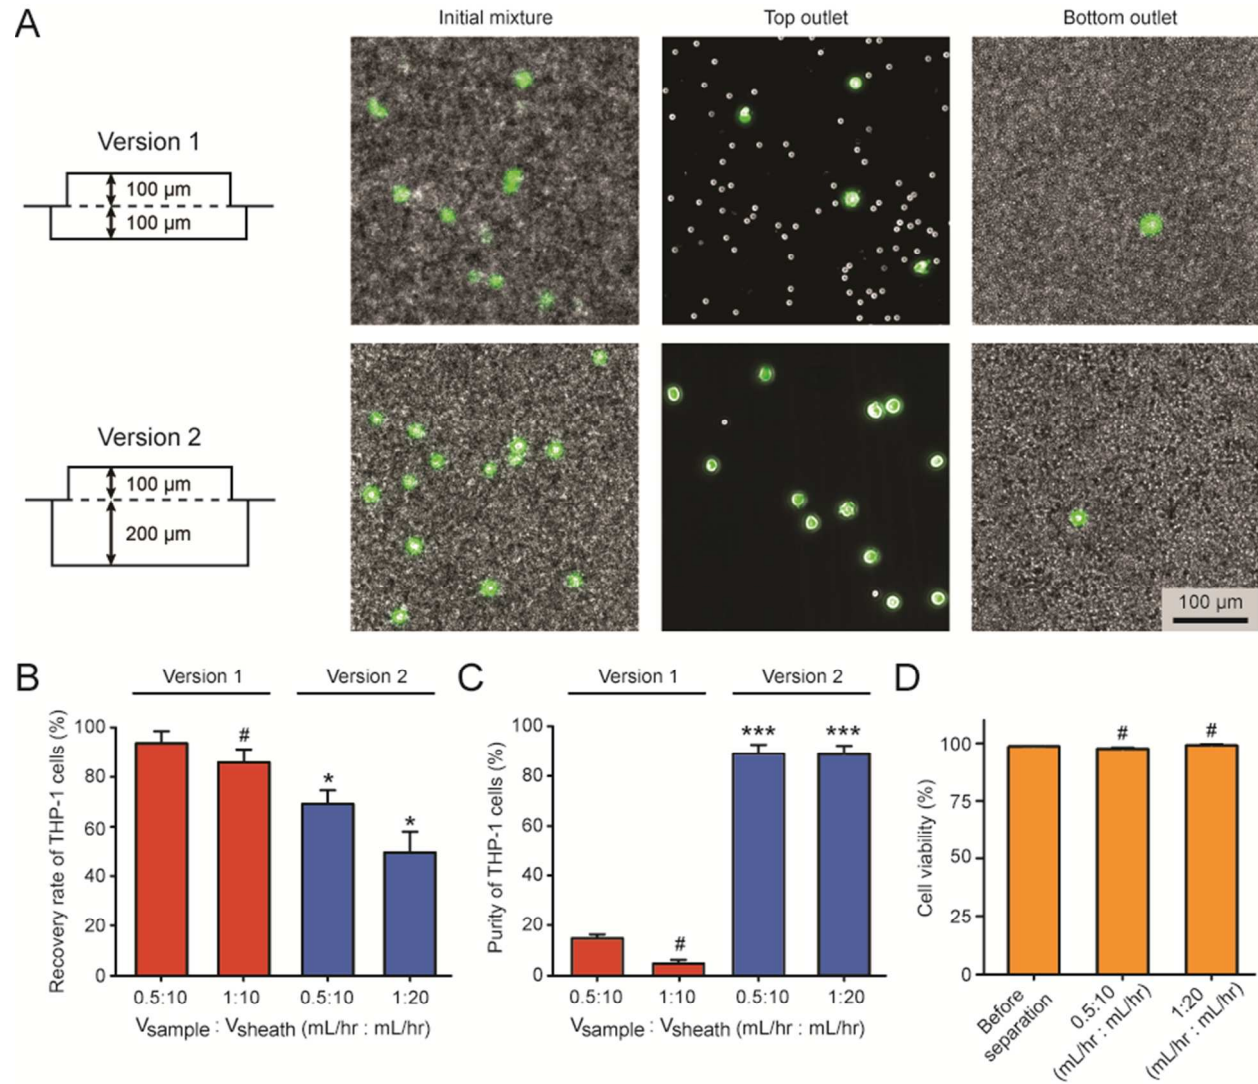 A
Initial mixture
Top outlet
Bottom outlet
Version 1
100 µm
100 µm
Version 2
100 µm
200 µm
100 µm
B
Version 1
Version 2
Recovery rate of THP-1 cells (%)
100
80
60
40
20
0
#
*
*
0.5:10
1:10
0.5:10
1:20
Vsample : Vsheath (mL/hr : mL/hr)
C
Version 1
Version 2
Purity of THP-1 cells (%)
100
80
60
40
20
0
#
***
***
0.5:10
1:10
0.5:10
1:20
Vsample : Vsheath (mL/hr : mL/hr)
D
Cell viability (%)
100
75
50
25
0
#
#
Before
separation
0.5:10
(mL/hr : mL/hr)
1:20
(mL/hr : mL/hr)